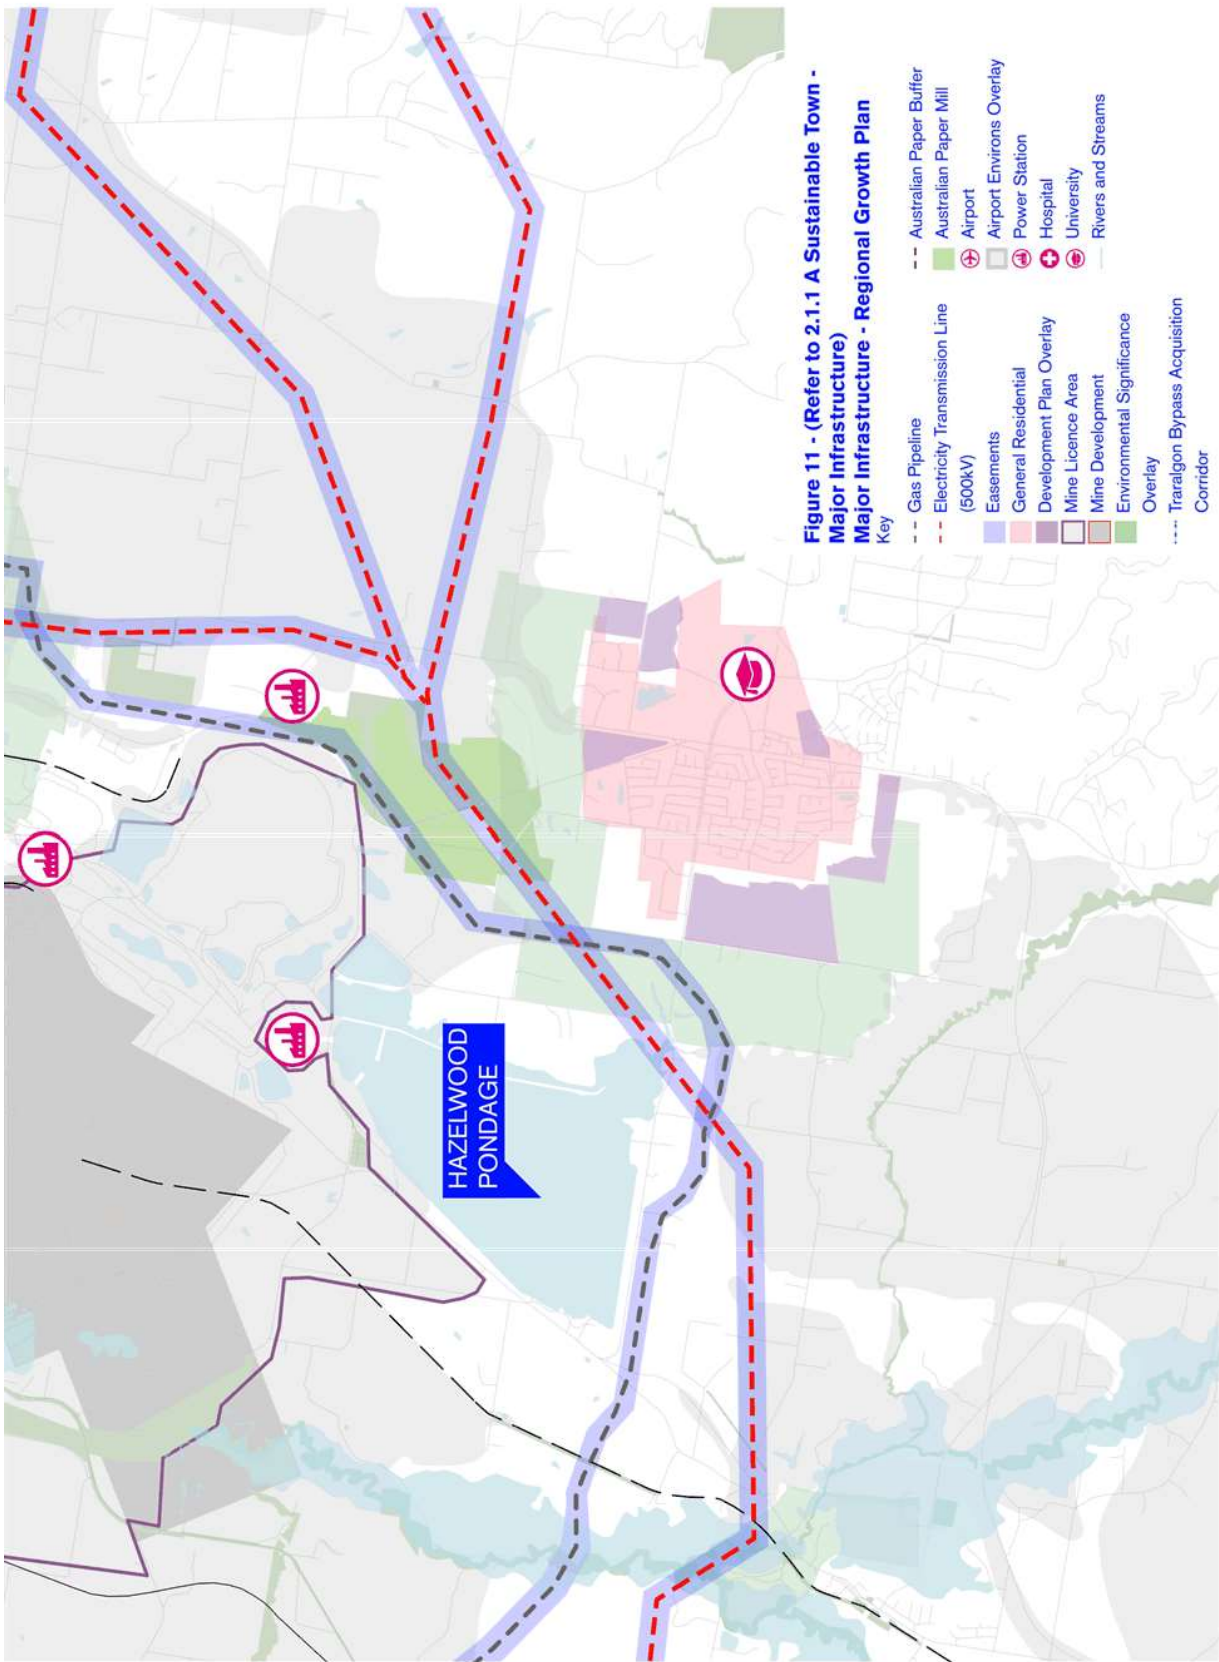 HAZELWOOD
PONDAGE
Figure 11 - (Refer to 2.1.1 A Sustainable Town -
Major Infrastructure)
Major Infrastructure - Regional Growth Plan
Key
Gas Pipeline
Electricity Transmission Line
(500kV)
Easements
General Residential
Development Plan Overlay
Mine Licence Area
Mine Development
Environmental Significance
Overlay
Traralgon Bypass Acquisition
Corridor
Australian Paper Buffer
Australian Paper Mill
Airport
Airport Environs Overlay
Power Station
Hospital
University
Rivers and Streams